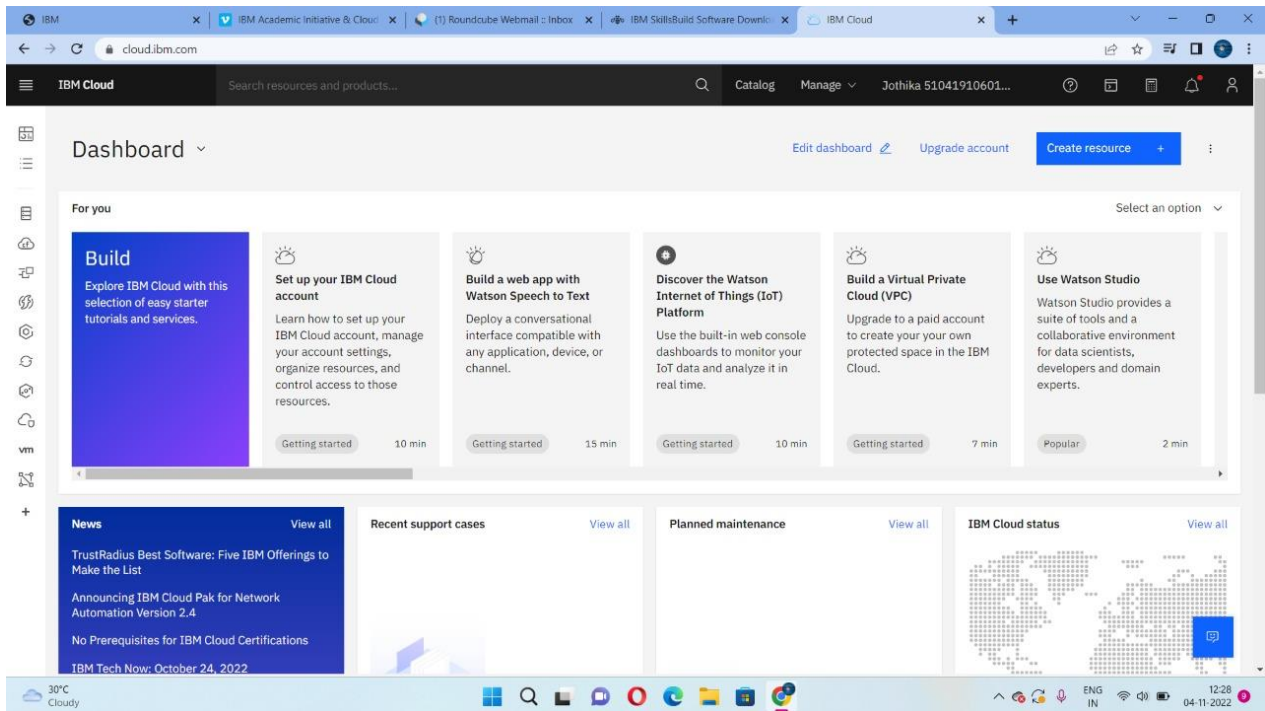 IBM
IBM Academic Initiative & Cloud
(1) Roundcube Webmail :: Inbox
IBM SkillsBuild Software Downlo
IBM Cloud
cloud.ibm.com
IBM Cloud
Search resources and products...
Catalog
Manage
Jothika 51041910601...
Dashboard
Edit dashboard
Upgrade account
Create resource +
For you
Select an option
Build
Explore IBM Cloud with this
selection of easy starter
tutorials and services.
Set up your IBM Cloud
account
Learn how to set up your
IBM Cloud account, manage
your account settings,
organize resources, and
control access to those
resources.
Getting started
10 min
Build a web app with
Watson Speech to Text
Deploy a conversational
interface compatible with
any application, device, or
channel.
Getting started
15 min
Discover the Watson
Internet of Things (IoT)
Platform
Use the built-in web console
dashboards to monitor your
IoT data and analyze it in
real time.
Getting started
10 min
Build a Virtual Private
Cloud (VPC)
Upgrade to a paid account
to create your your own
protected space in the IBM
Cloud.
Getting started
7 min
Use Watson Studio
Watson Studio provides a
suite of tools and a
collaborative environment
for data scientists,
developers and domain
experts.
Popular
2 min
vm
News
View all
TrustRadius Best Software: Five IBM Offerings to
Make the List
Announcing IBM Cloud Pak for Network
Automation Version 2.4
No Prerequisites for IBM Cloud Certifications
IBM Tech Now: October 24, 2022
Recent support cases
View all
Planned maintenance
View all
IBM Cloud status
View all
30°C
Cloudy
ENG
IN
12:28
04-11-2022
9